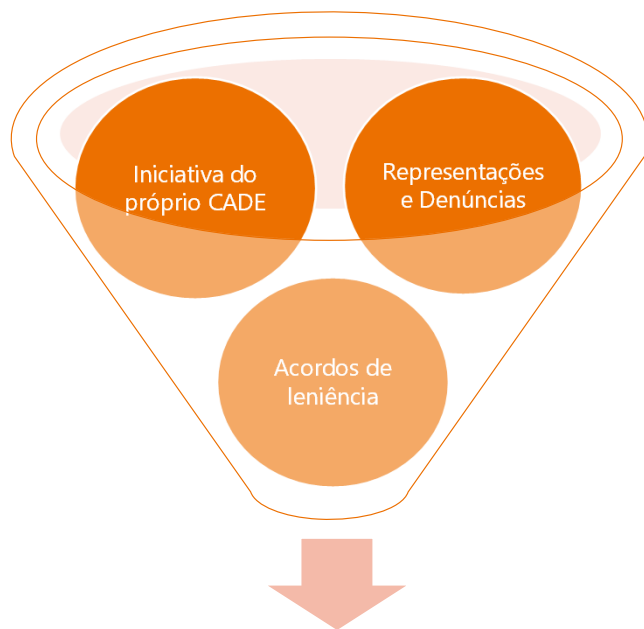 Iniciativa do
próprio CADE
Representações
e Denúncias
Acordos de
leniência